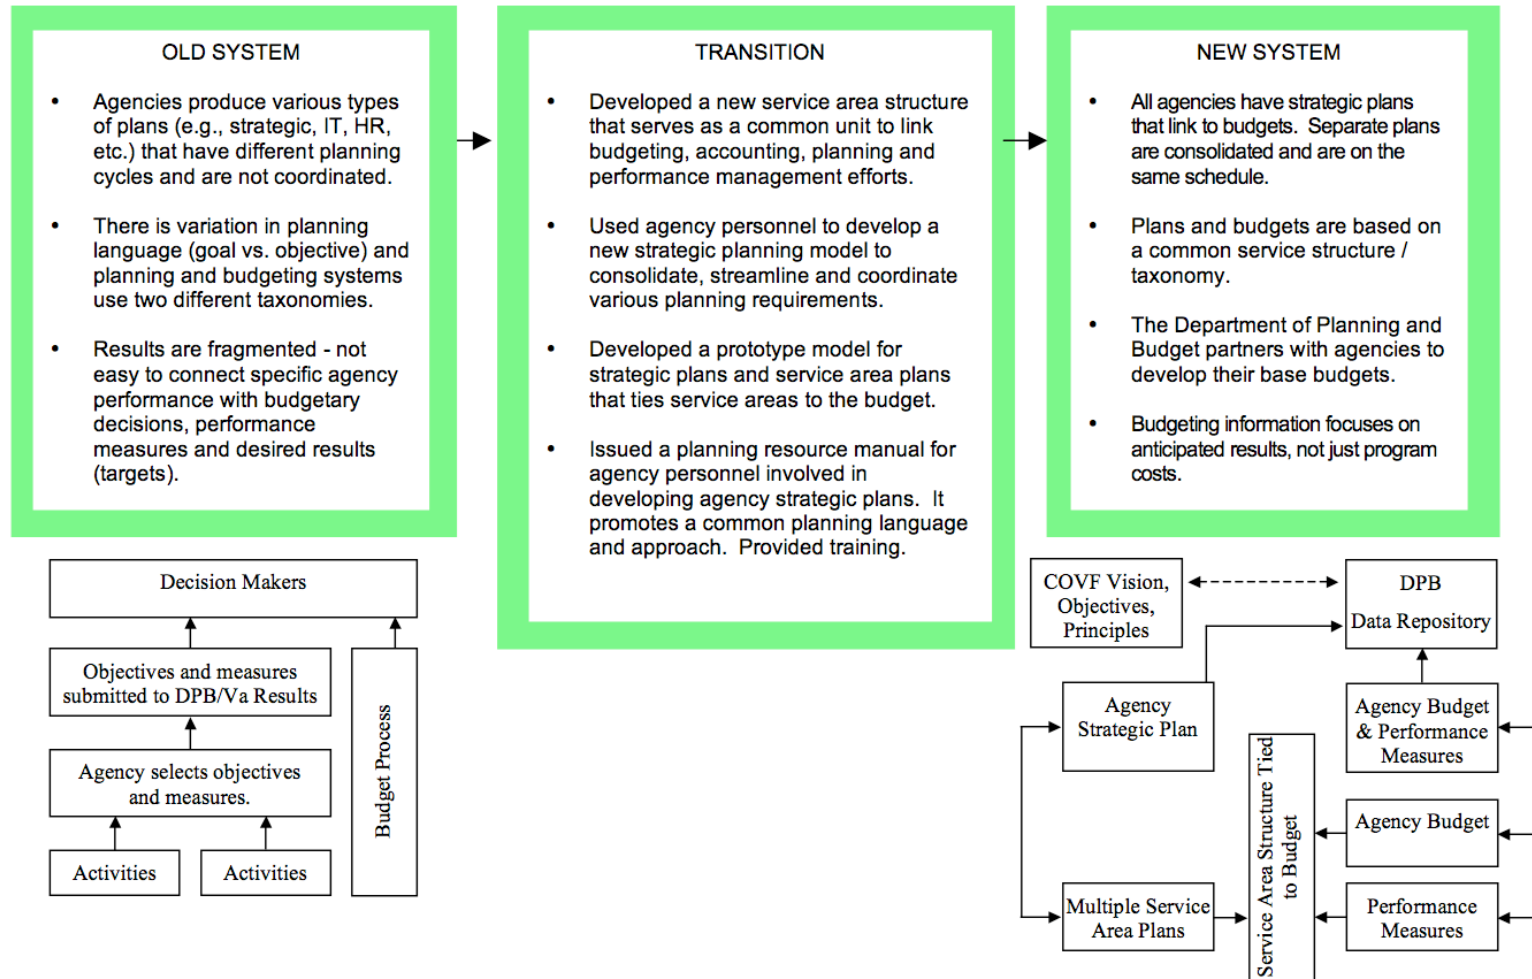 OLD SYSTEM
• Agencies produce various types
of plans (e.g., strategic, IT, HR,
etc.) that have different planning
cycles and are not coordinated.
• There is variation in planning
language (goal vs. objective) and
planning and budgeting systems
use two different taxonomies.
• Results are fragmented - not
easy to connect specific agency
performance with budgetary
decisions, performance
measures and desired results
(targets).
TRANSITION
• Developed a new service area structure
that serves as a common unit to link
budgeting, accounting, planning and
performance management efforts.
• Used agency personnel to develop a
new strategic planning model to
consolidate, streamline and coordinate
various planning requirements.
• Developed a prototype model for
strategic plans and service area plans
that ties service areas to the budget.
• Issued a planning resource manual for
agency personnel involved in
developing agency strategic plans.  It
promotes a common planning language
and approach.  Provided training.
NEW SYSTEM
• All agencies have strategic plans
that link to budgets.  Separate plans
are consolidated and are on the
same schedule.
• Plans and budgets are based on
a common service structure /
taxonomy.
• The Department of Planning and
Budget partners with agencies to
develop their base budgets.
• Budgeting information focuses on
anticipated results, not just program
costs.
Decision Makers
Objectives and measures
submitted to DPB/Va Results
Agency selects objectives
and measures.
Activities
Activities
Budget Process
COVF Vision,
Objectives,
Principles
DPB
Data Repository
Agency
Strategic Plan
Agency Budget
& Performance
Measures
Service Area Structure Tied
to Budget
Agency Budget
Multiple Service
Area Plans
Performance
Measures